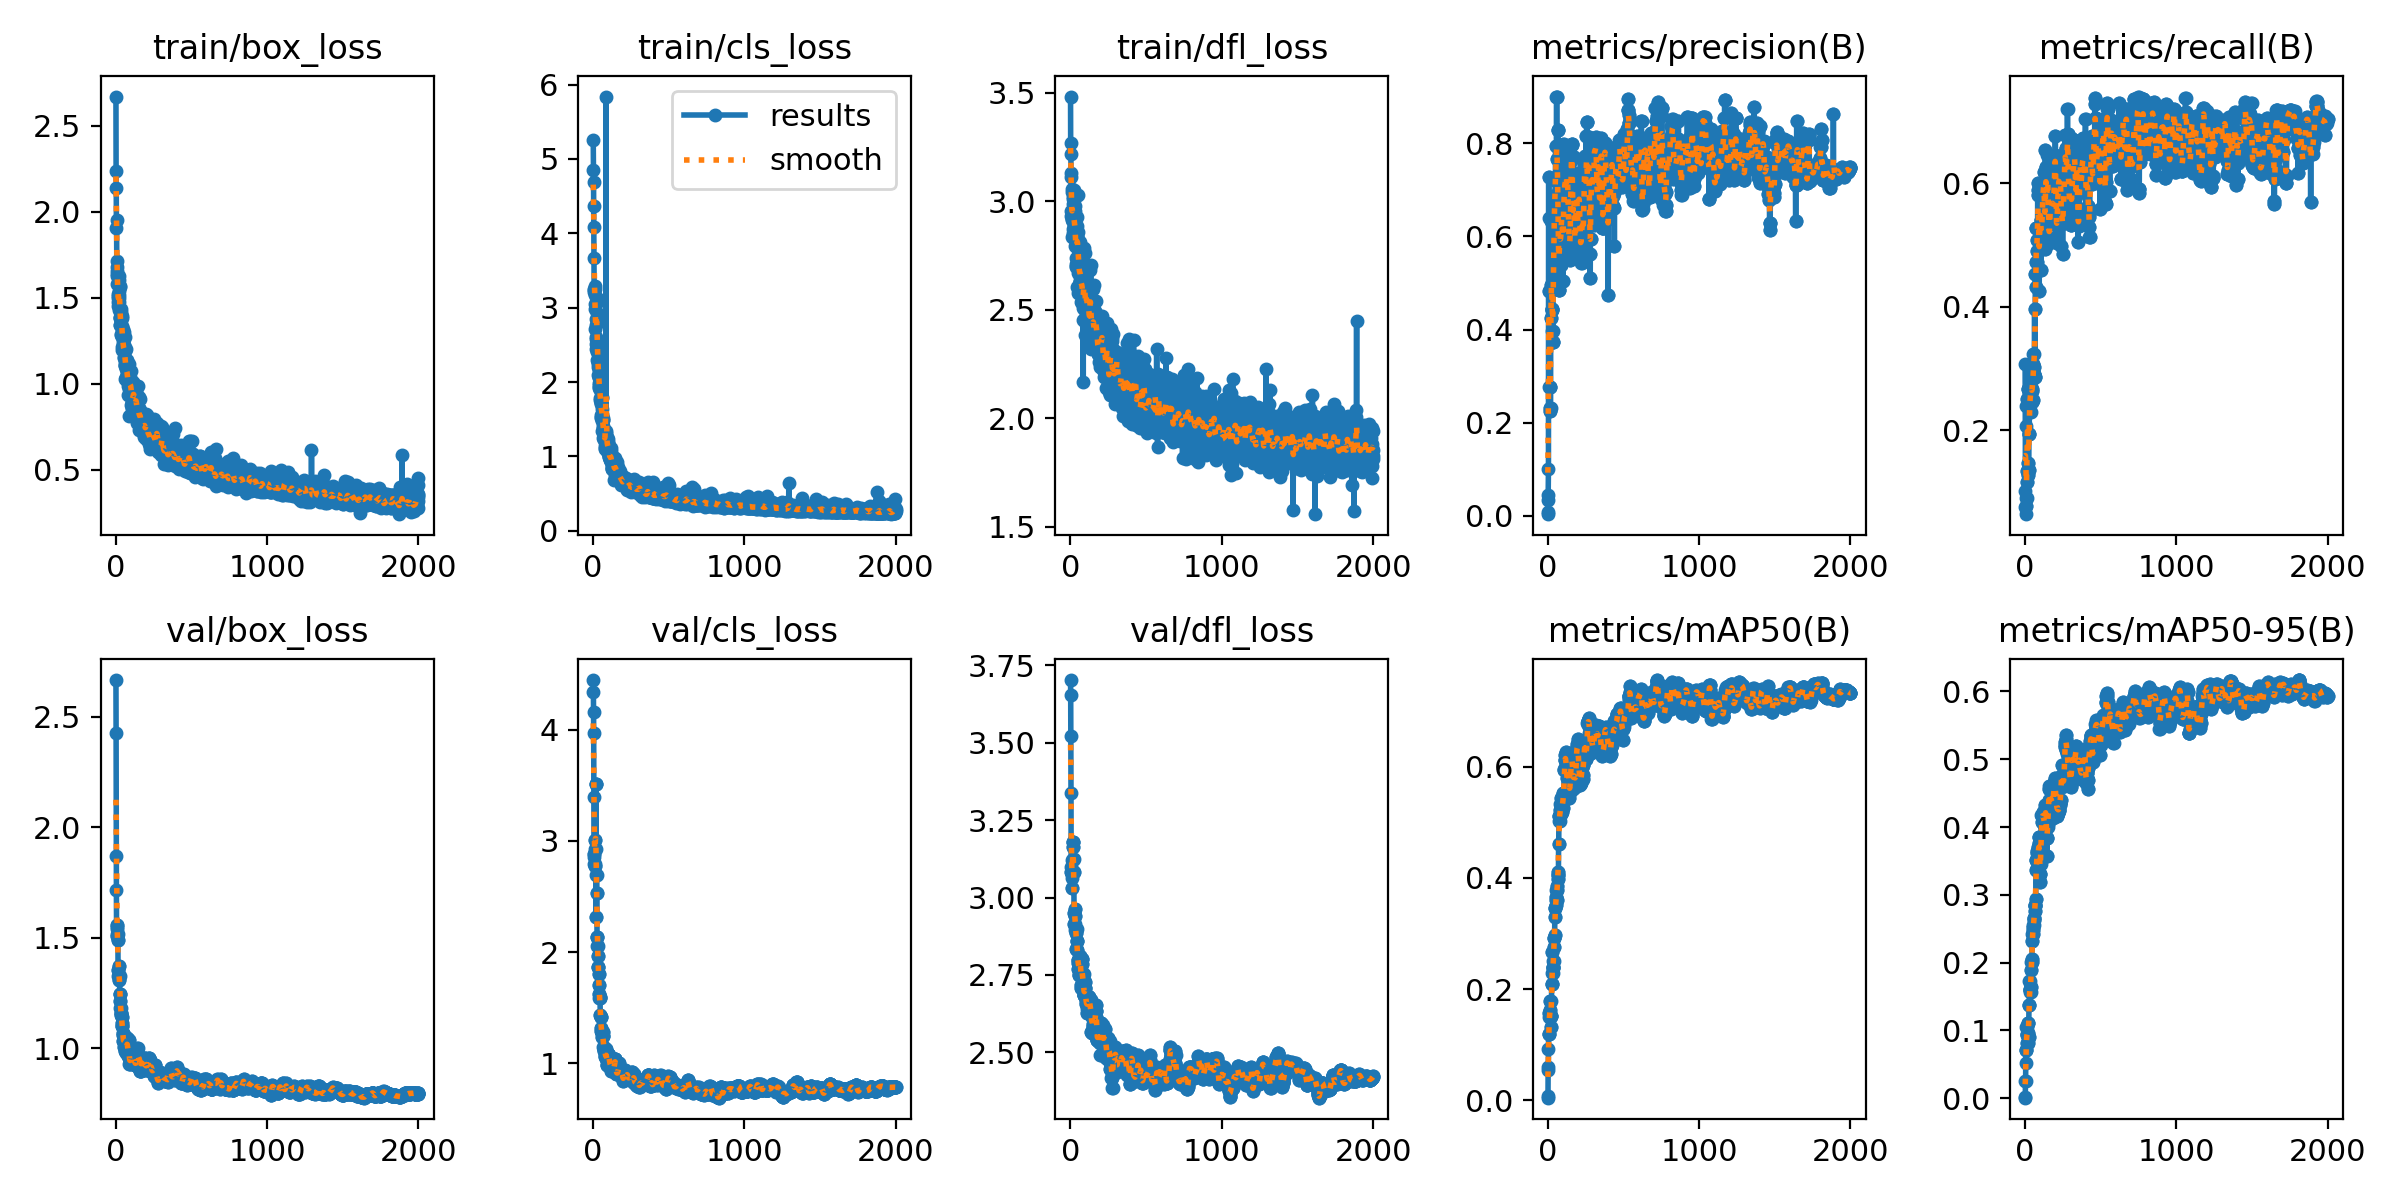 train/box_loss
2.5
2.0
1.5
1.0
0.5
0 1000 2000
train/cls_loss
results
smooth
6
5
4
3
2
1
0
0 1000 2000
train/dfl_loss
3.5
3.0
2.5
2.0
1.5
0 1000 2000
metrics/precision(B)
0.8
0.6
0.4
0.2
0.0
0 1000 2000
metrics/recall(B)
0.6
0.4
0.2
0 1000 2000
val/box_loss
2.5
2.0
1.5
1.0
0 1000 2000
val/cls_loss
4
3
2
1
0 1000 2000
val/dfl_loss
3.75
3.50
3.25
3.00
2.75
2.50
0 1000 2000
metrics/mAP50(B)
0.6
0.4
0.2
0.0
0 1000 2000
metrics/mAP50-95(B)
0.6
0.5
0.4
0.3
0.2
0.1
0.0
0 1000 2000